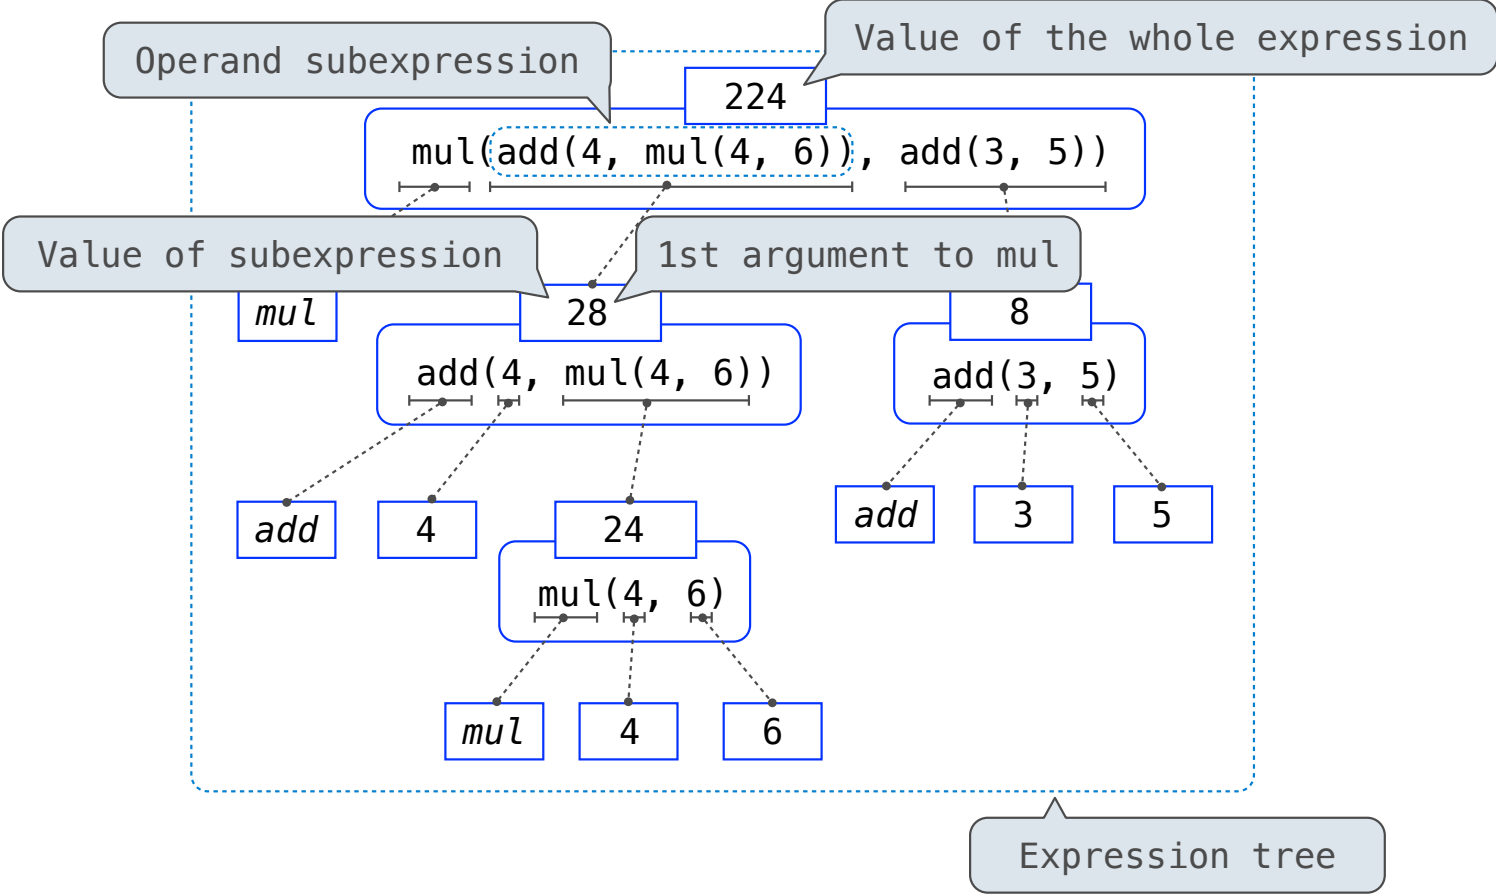 Value of the whole expression
Operand subexpression
224
mul(add(4, mul(4, 6)), add(3, 5))
Value of subexpression
1st argument to mul
mul
28
8
add(4, mul(4, 6))
add(3, 5)
add
4
24
add
3
5
mul(4, 6)
mul
4
6
Expression tree